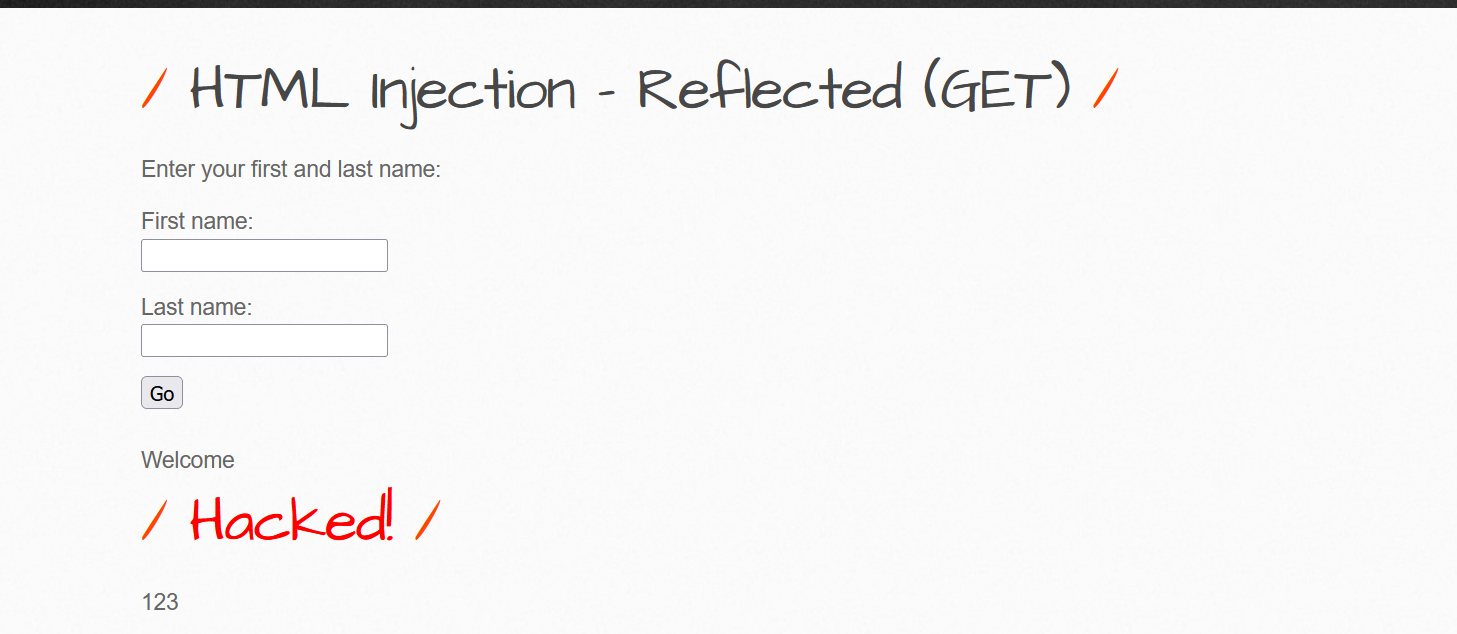 / HTML Injection - Reflected (GET) /
Enter your first and last name:
First name:
Last name:
Go
Welcome
/ Hacked! /
123